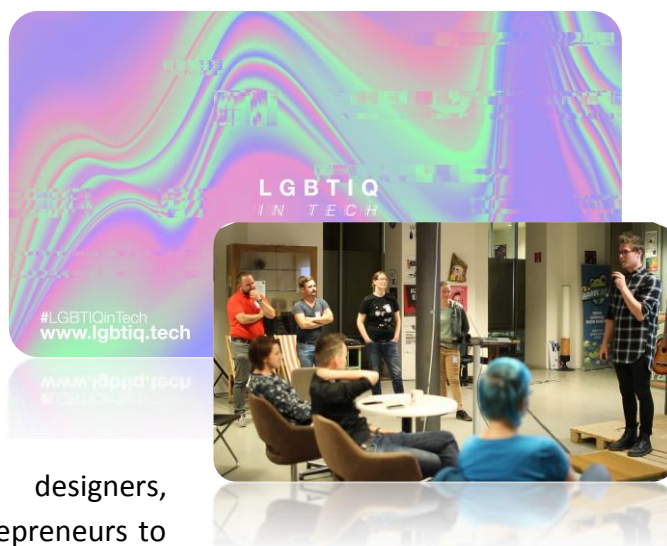 LGBTIQ
IN TECH
#LGBTIQinTech
www.lgbtiq.tech
designers,
epreneurs to